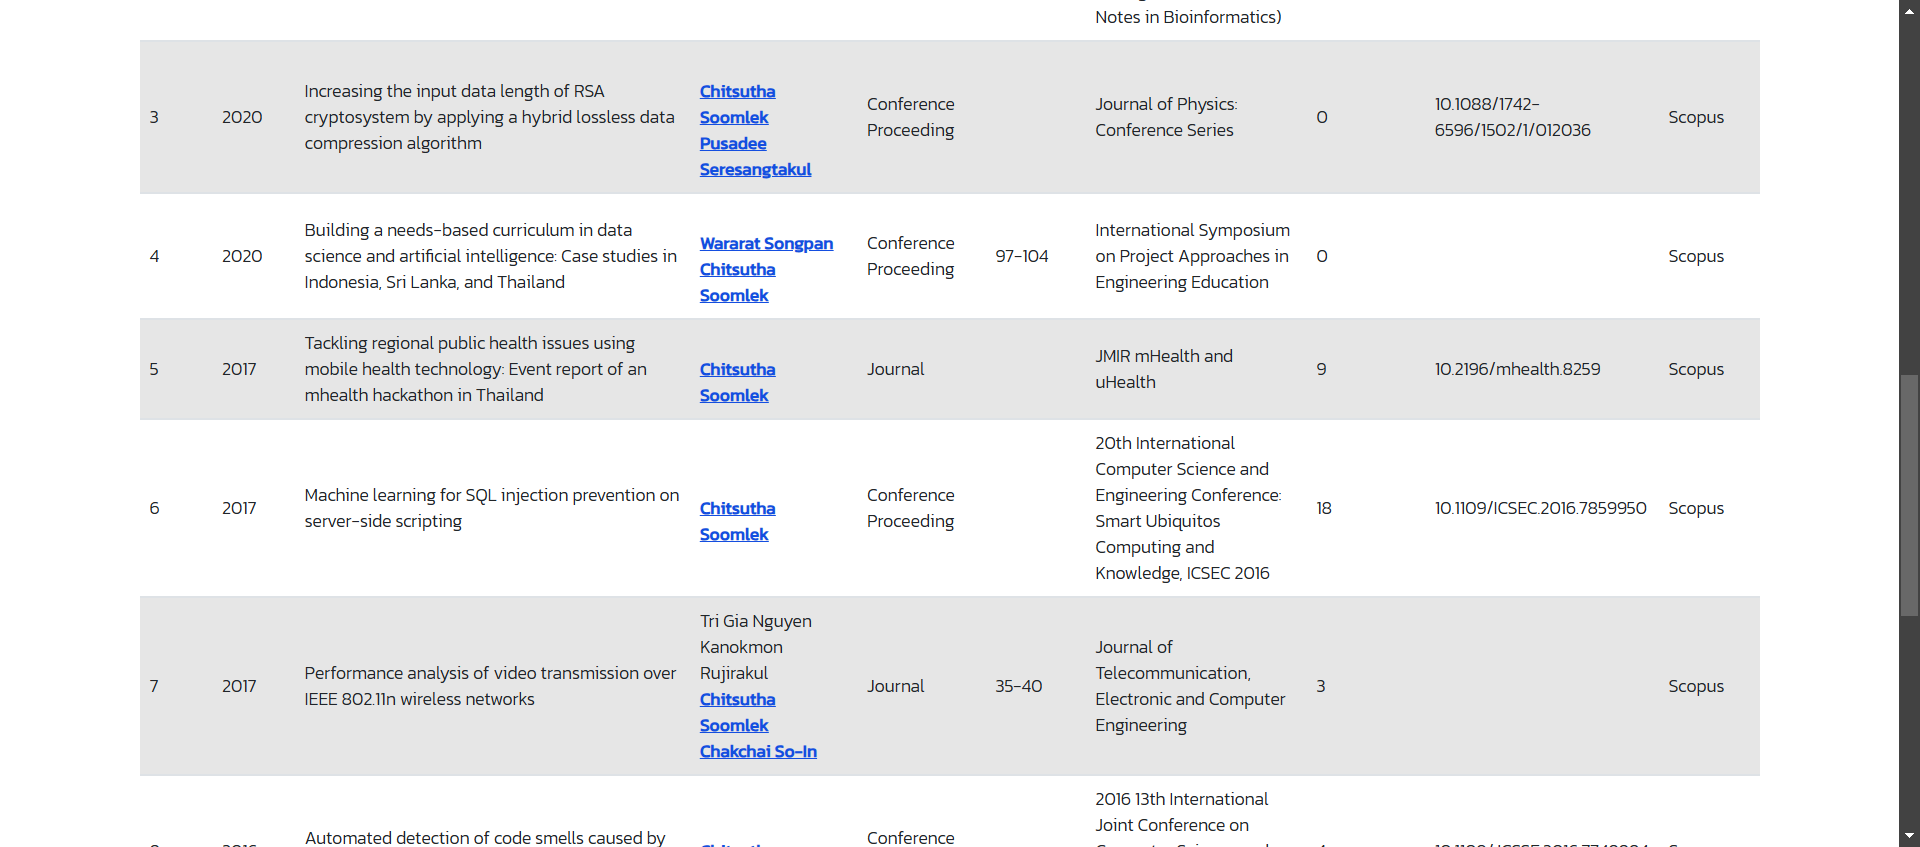 Notes in Bioinformatics)
3
2020
Increasing the input data length of RSA
cryptosystem by applying a hybrid lossless data
compression algorithm
Chitsutha
Soomlek
Pusadee
Seresangtakul
Conference
Proceeding
Journal of Physics:
Conference Series
0
10.1088/1742-
6596/1502/1/012036
Scopus
4
2020
Building a needs-based curriculum in data
science and artificial intelligence: Case studies in
Indonesia, Sri Lanka, and Thailand
Wararat Songpan
Chitsutha
Soomlek
Conference
Proceeding
97-104
International Symposium
on Project Approaches in
Engineering Education
0
Scopus
5
2017
Tackling regional public health issues using
mobile health technology: Event report of an
mhealth hackathon in Thailand
Chitsutha
Soomlek
Journal
JMIR mHealth and
uHealth
9
10.2196/mhealth.8259
Scopus
6
2017
Machine learning for SQL injection prevention on
server-side scripting
Chitsutha
Soomlek
Conference
Proceeding
20th International
Computer Science and
Engineering Conference:
Smart Ubiquitos
Computing and
Knowledge, ICSEC 2016
18
10.1109/ICSEC.2016.7859950
Scopus
7
2017
Performance analysis of video transmission over
IEEE 802.11n wireless networks
Tri Gia Nguyen
Kanokmon
Rujirakul
Chitsutha
Soomlek
Chakchai So-In
Journal
35-40
Journal of
Telecommunication,
Electronic and Computer
Engineering
3
Scopus
Automated detection of code smells caused by
Conference
2016 13th International
Joint Conference on